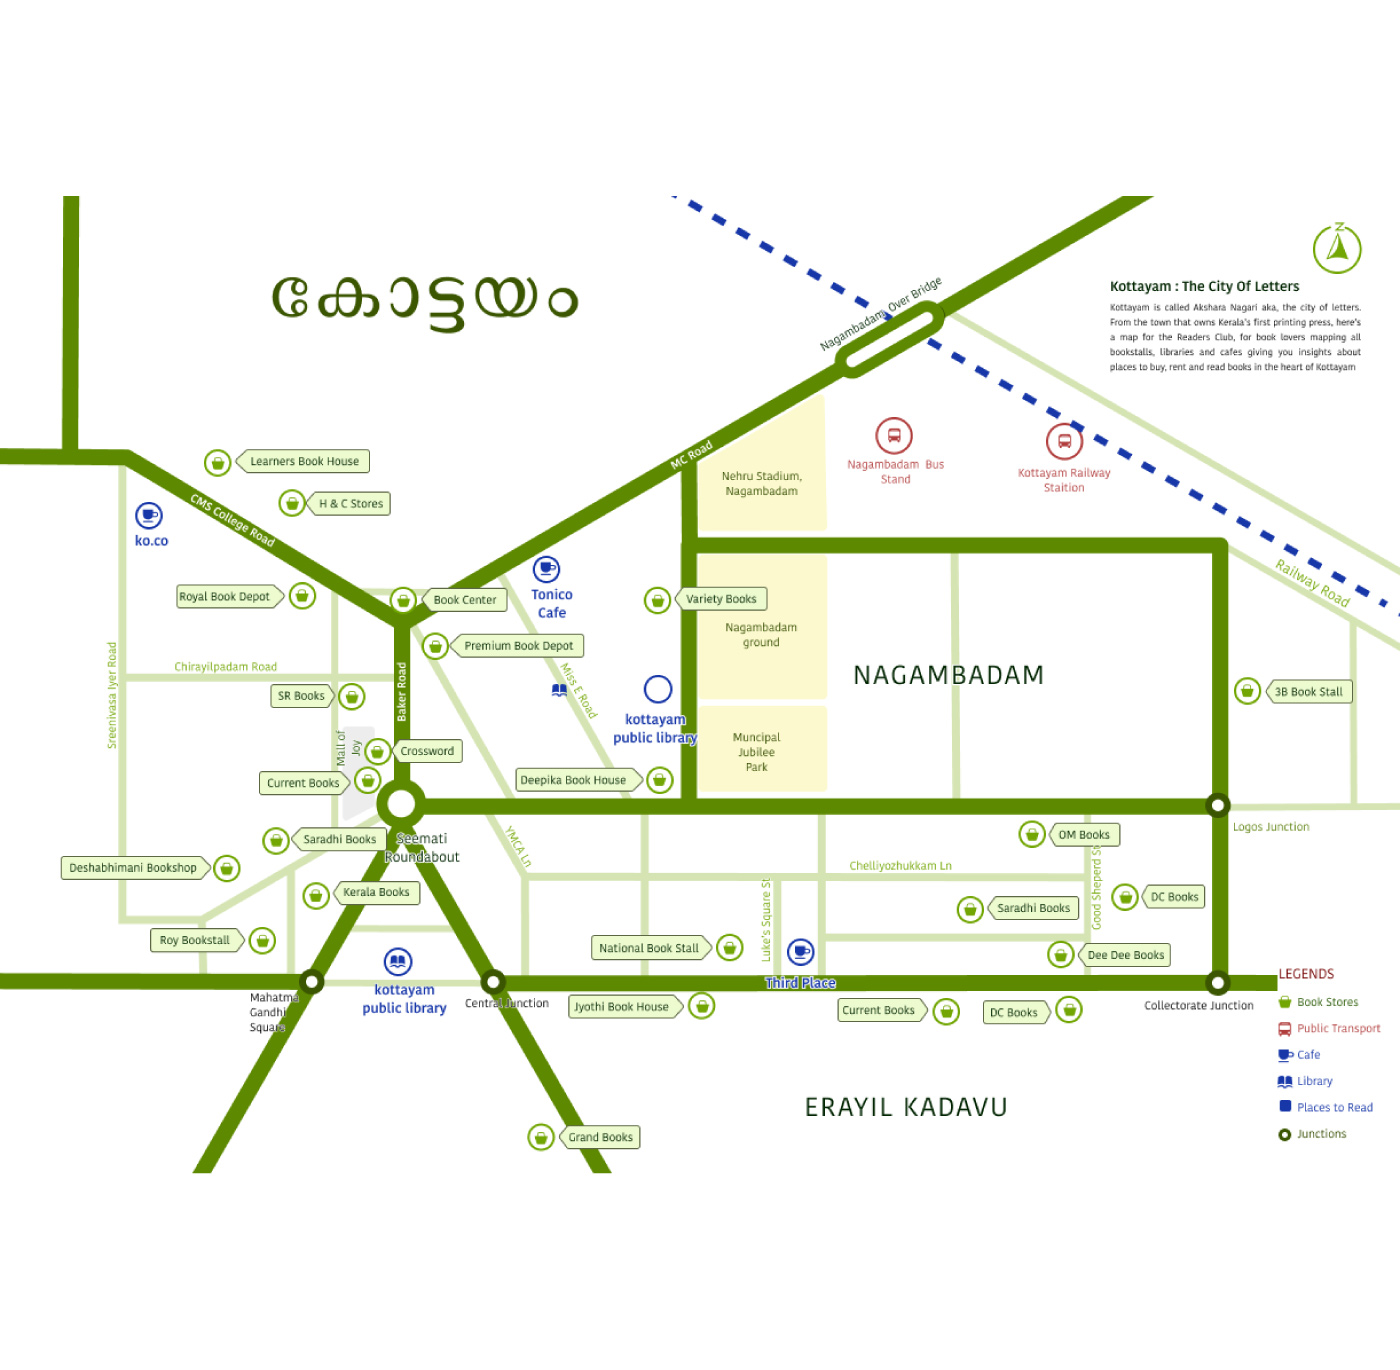 കോട്ടയം
N
Kottayam : The City Of Letters
Kottayam is called Akshara Nagari aka, the city of letters.
From the town that owns Kerala's first printing press, here's
a map for the Readers Club, for book lovers mapping all
bookstalls, libraries and cafes giving you insights about
places to buy, rent and read books in the heart of Kottayam
Nagambadam Over Bridge
MC Road
Nehru Stadium,
Nagambadam
Nagambadam Bus
Stand
Kottayam Railway
Staition
Learners Book House
H & C Stores
CMS College Road
ko.co
Royal Book Depot
Book Center
Tonico
Cafe
Variety Books
Railway Road
Nagambadam
ground
Premium Book Depot
Sreenivasa Iyer Road
Chirayilpadam Road
Baker Road
Miss E Road
NAGAMBADAM
SR Books
3B Book Stall
kottayam
public library
Mall of
Joy
Crossword
Muncipal
Jubilee
Park
Current Books
Deepika Book House
Saradhi Books
Seemati
Roundabout
YMCA Ln
OM Books
Logos Junction
Deshabhimani Bookshop
Chelliyozhukkam Ln
Good Sheperd St
Kerala Books
Saradhi Books
DC Books
Luke's Square St
Roy Bookstall
National Book Stall
Dee Dee Books
Third Place
kottayam
public library
Mahatma
Gandhi
Square
Central Junction
Jyothi Book House
Current Books
DC Books
Collectorate Junction
ERAYIL KADAVU
Grand Books
LEGENDS
Book Stores
Public Transport
Cafe
Library
Places to Read
Junctions